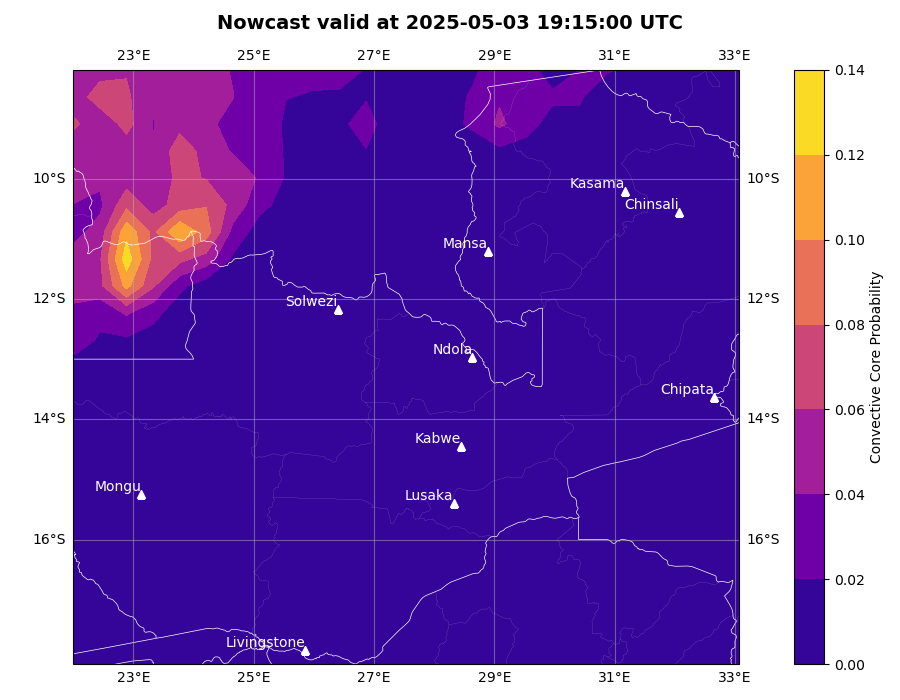 Nowcast valid at 2025-05-03 19:15:00 UTC
23°E 25°E 27°E 29°E 31°E 33°E
0.14
0.12
10°S Kasama 10°S
Chinsali
0.10
Mansa
12°S Solwezi 12°S
0.08
Ndola
Chipata
0.06
14°S 14°S
Kabwe
Mongu Lusaka
0.04
16°S 16°S
0.02
Livingstone
0.00
23°E 25°E 27°E 29°E 31°E 33°E
Convective Core Probability